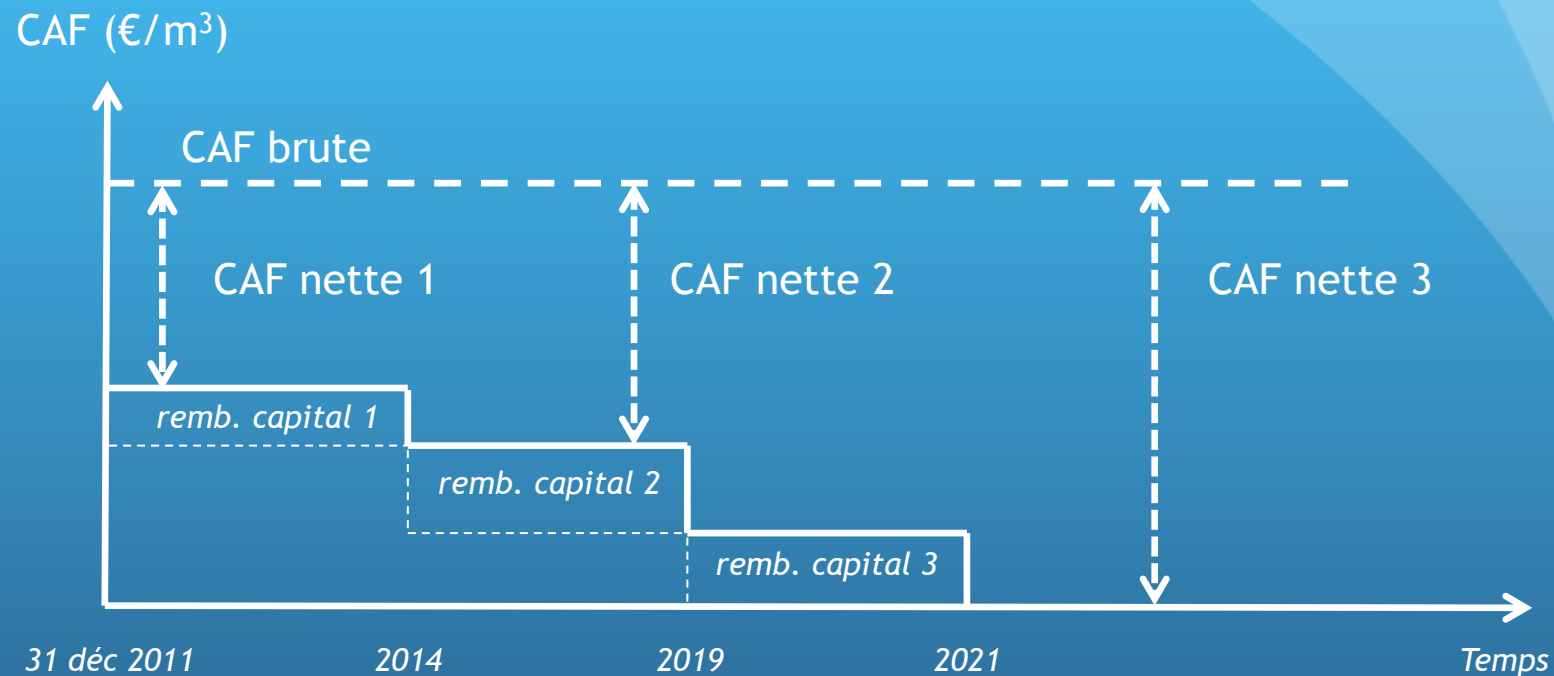 CAF (€/m³)
CAF brute
CAF nette 1
CAF nette 2
CAF nette 3
remb. capital 1
remb. capital 2
remb. capital 3
31 déc 2011
2014
2019
2021
Temps